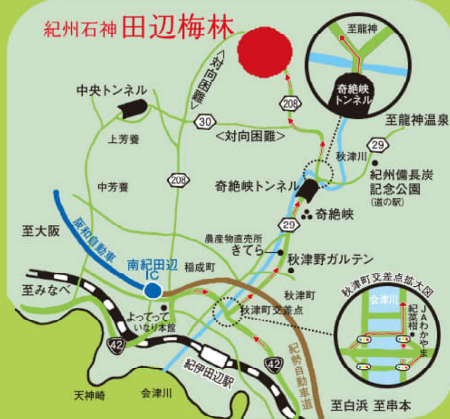 紀州石神 田辺梅林
至龍神
奇絶峡
トンネル
〈対向困難〉
中央トンネル
208
30
〈対向困難〉
上芳養
至龍神温泉
29
秋津川
紀州備長炭
記念公園
(道の駅)
中芳養
208
奇絶峡トンネル
奇絶峡
29
至大阪
阪和自動車
農産物直売所
きてら
南紀田辺
IC
稲成町
秋津野ガルテン
至みなべ
よってって
いなり本館
秋津町
秋津町交差点
秋津町交差点拡大図
会津川
JAわかやま
紀菜柑
42
紀伊田辺駅
紀勢自動車道
42
天神崎
会津川
至白浜 至串本